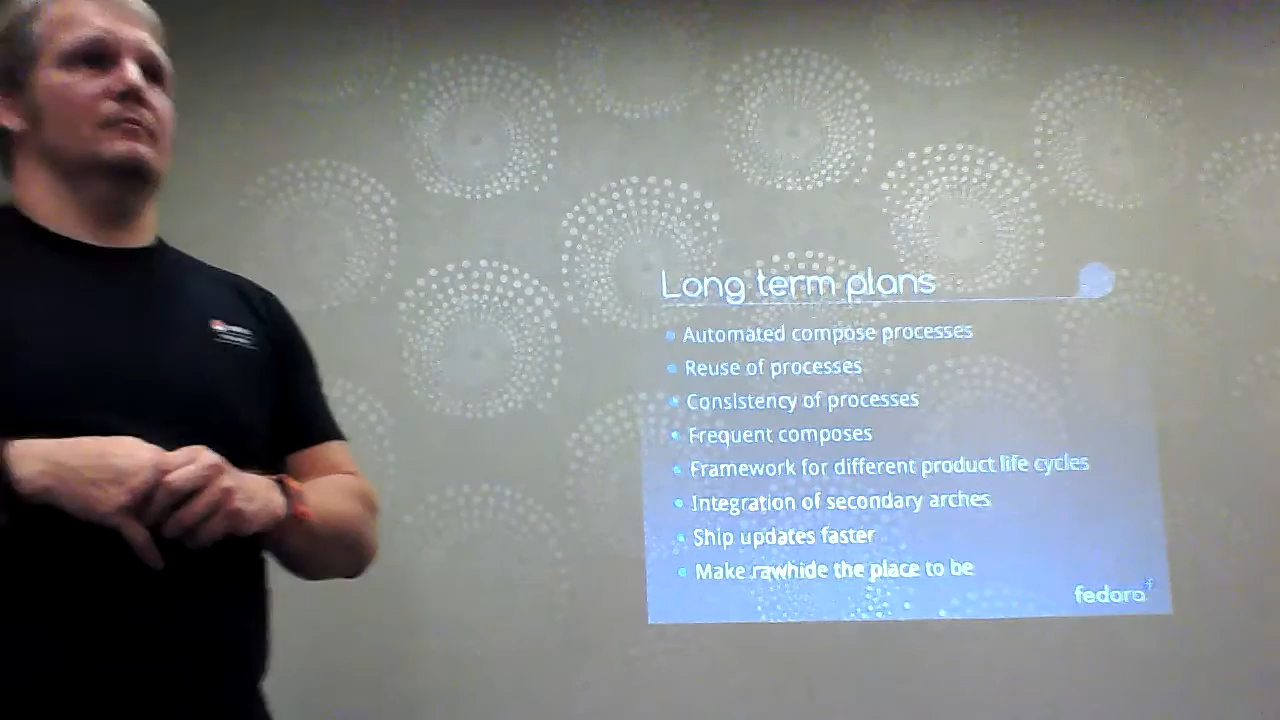 Long term plans
Automated compose processes
Reuse of processes
Consistency of processes
Frequent composes
Framework for different product life cycles
Integration of secondary arches
Ship updates faster
Make rawhide the place to be
fedora